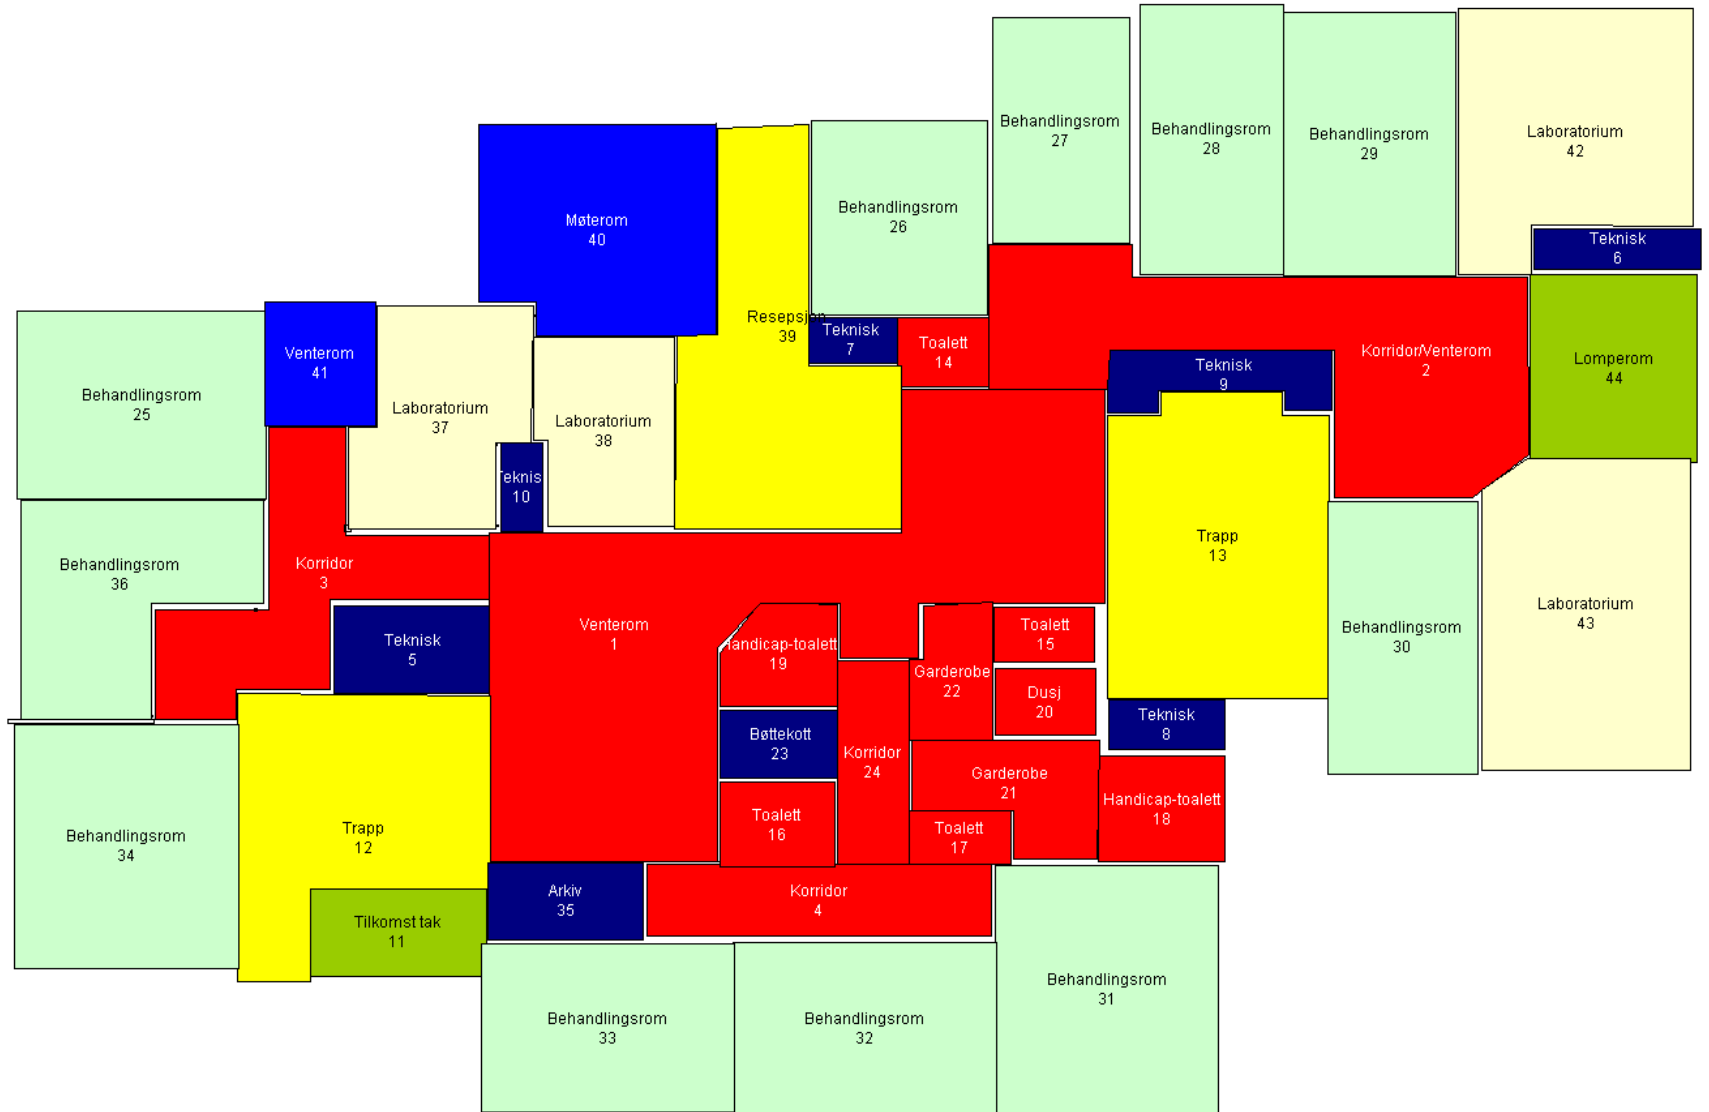 Behandlingsrom
27
Behandlingsrom
28
Behandlingsrom
29
Laboratorium
42
Møterom
40
Behandlingsrom
26
Teknisk
6
Resepsjon
39
Teknisk
7
Toalett
14
Korridor/Venterom
2
Teknisk
9
Lomperom
44
Venterom
41
Behandlingsrom
25
Laboratorium
37
Laboratorium
38
Teknis
10
Trapp
13
Behandlingsrom
36
Korridor
3
Teknisk
5
Venterom
1
Handicap-toalett
19
Garderobe
22
Toalett
15
Dusj
20
Behandlingsrom
30
Laboratorium
43
Teknisk
8
Bøttekott
23
Korridor
24
Garderobe
21
Handicap-toalett
18
Toalett
16
Toalett
17
Behandlingsrom
34
Trapp
12
Arkiv
35
Korridor
4
Tilkomst tak
11
Behandlingsrom
33
Behandlingsrom
32
Behandlingsrom
31